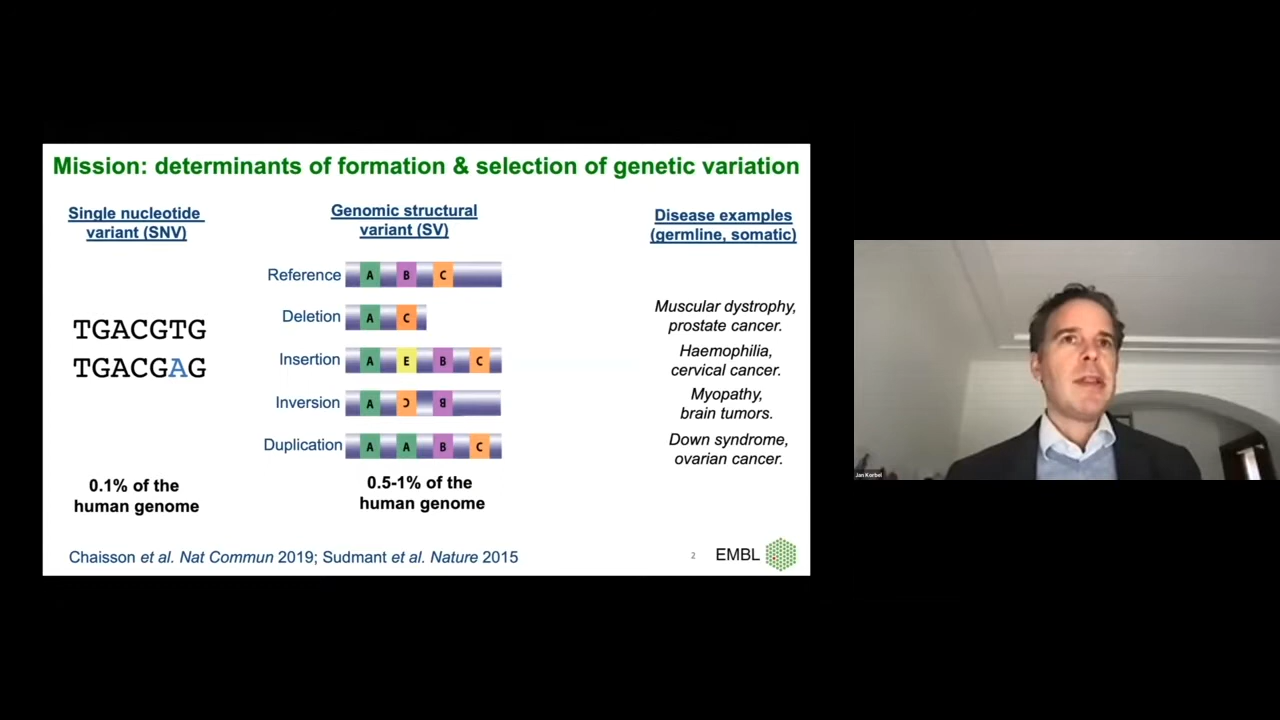 Mission: determinants of formation & selection of genetic variation
Single nucleotide
variant (SNV)
TGACGTG
TGACGAG
0.1% of the
human genome
Genomic structural
variant (SV)
Reference A B C
Deletion A C
Insertion A E B C
Inversion A C B
Duplication A A B C
0.5-1% of the
human genome
Disease examples
(germline, somatic)
Muscular dystrophy,
prostate cancer.
Haemophilia,
cervical cancer.
Myopathy,
brain tumors.
Down syndrome,
ovarian cancer.
Chaisson et al. Nat Commun 2019; Sudmant et al. Nature 2015
2
EMBL
Jan Korbel